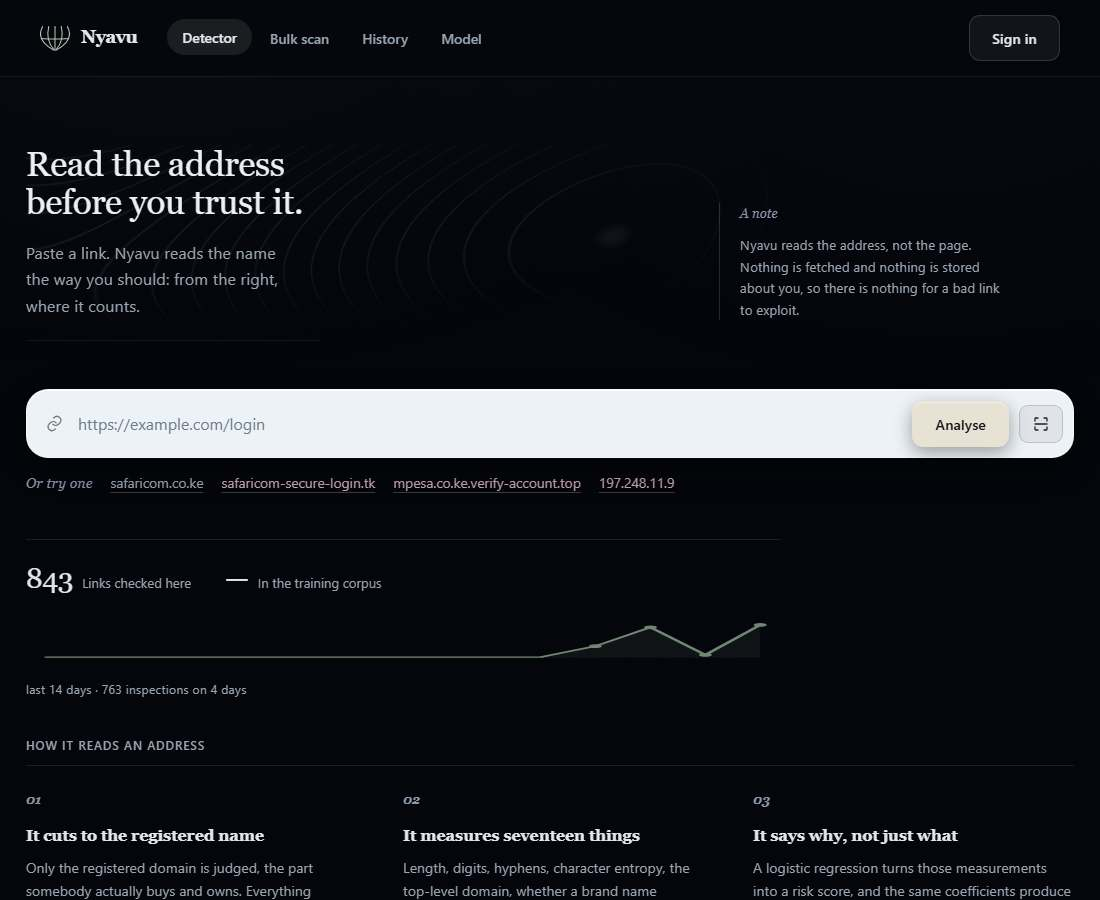 Nyavu
Detector
Bulk scan
History
Model
Sign in
Read the address
before you trust it.
Paste a link. Nyavu reads the name
the way you should: from the right,
where it counts.
A note
Nyavu reads the address, not the page.
Nothing is fetched and nothing is stored
about you, so there is nothing for a bad link
to exploit.
https://example.com/login
Analyse
Or try one safaricom.co.ke safaricom-secure-login.tk mpesa.co.ke.verify-account.top 197.248.11.9
843 Links checked here — In the training corpus
last 14 days · 763 inspections on 4 days
HOW IT READS AN ADDRESS
01
It cuts to the registered name
Only the registered domain is judged, the part
somebody actually buys and owns. Everything
02
It measures seventeen things
Length, digits, hyphens, character entropy, the
top-level domain, whether a brand name
03
It says why, not just what
A logistic regression turns those measurements
into a risk score, and the same coefficients produce